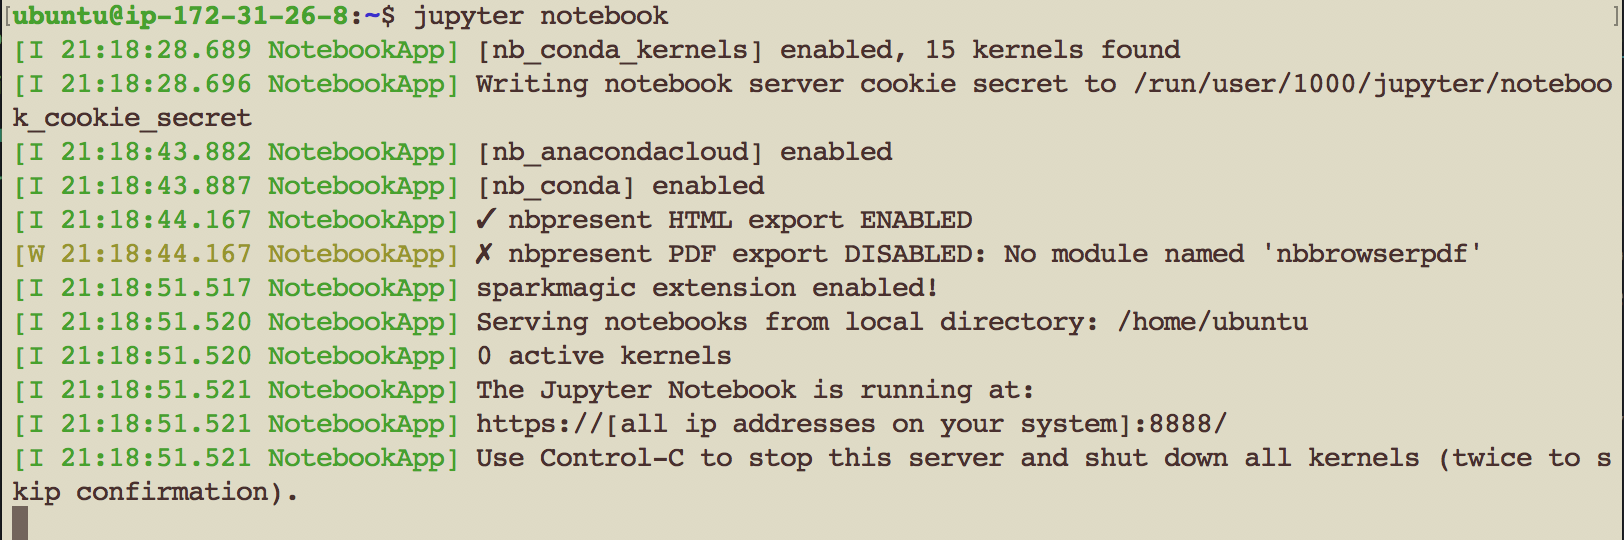 [ubuntu@ip-172-31-26-8:~$ jupyter notebook ]
[I 21:18:28.689 NotebookApp] [nb_conda_kernels] enabled, 15 kernels found
[I 21:18:28.696 NotebookApp] Writing notebook server cookie secret to /run/user/1000/jupyter/noteboo
k_cookie_secret
[I 21:18:43.882 NotebookApp] [nb_anacondacloud] enabled
[I 21:18:43.887 NotebookApp] [nb_conda] enabled
[I 21:18:44.167 NotebookApp] ✓ nbpresent HTML export ENABLED
[W 21:18:44.167 NotebookApp] ✗ nbpresent PDF export DISABLED: No module named 'nbbrowserpdf'
[I 21:18:51.517 NotebookApp] sparkmagic extension enabled!
[I 21:18:51.520 NotebookApp] Serving notebooks from local directory: /home/ubuntu
[I 21:18:51.520 NotebookApp] 0 active kernels
[I 21:18:51.521 NotebookApp] The Jupyter Notebook is running at:
[I 21:18:51.521 NotebookApp] https://[all ip addresses on your system]:8888/
[I 21:18:51.521 NotebookApp] Use Control-C to stop this server and shut down all kernels (twice to s
kip confirmation).